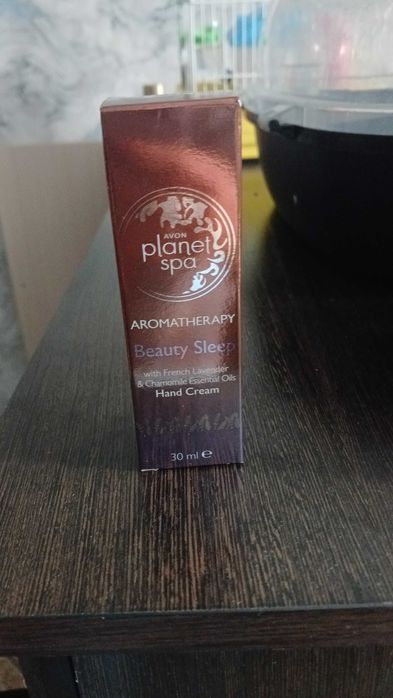 AVON
planet
spa
AROMATHERAPY
Beauty Sleep
with French Lavender
& Chamomile Essential Oils
Hand Cream
30 ml ℮